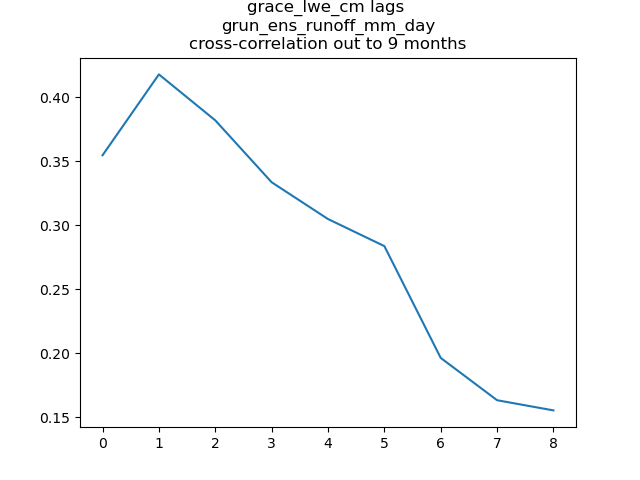 grace_lwe_cm lags
grun_ens_runoff_mm_day
cross-correlation out to 9 months
0.40
0.35
0.30
0.25
0.20
0.15
0 1 2 3 4 5 6 7 8